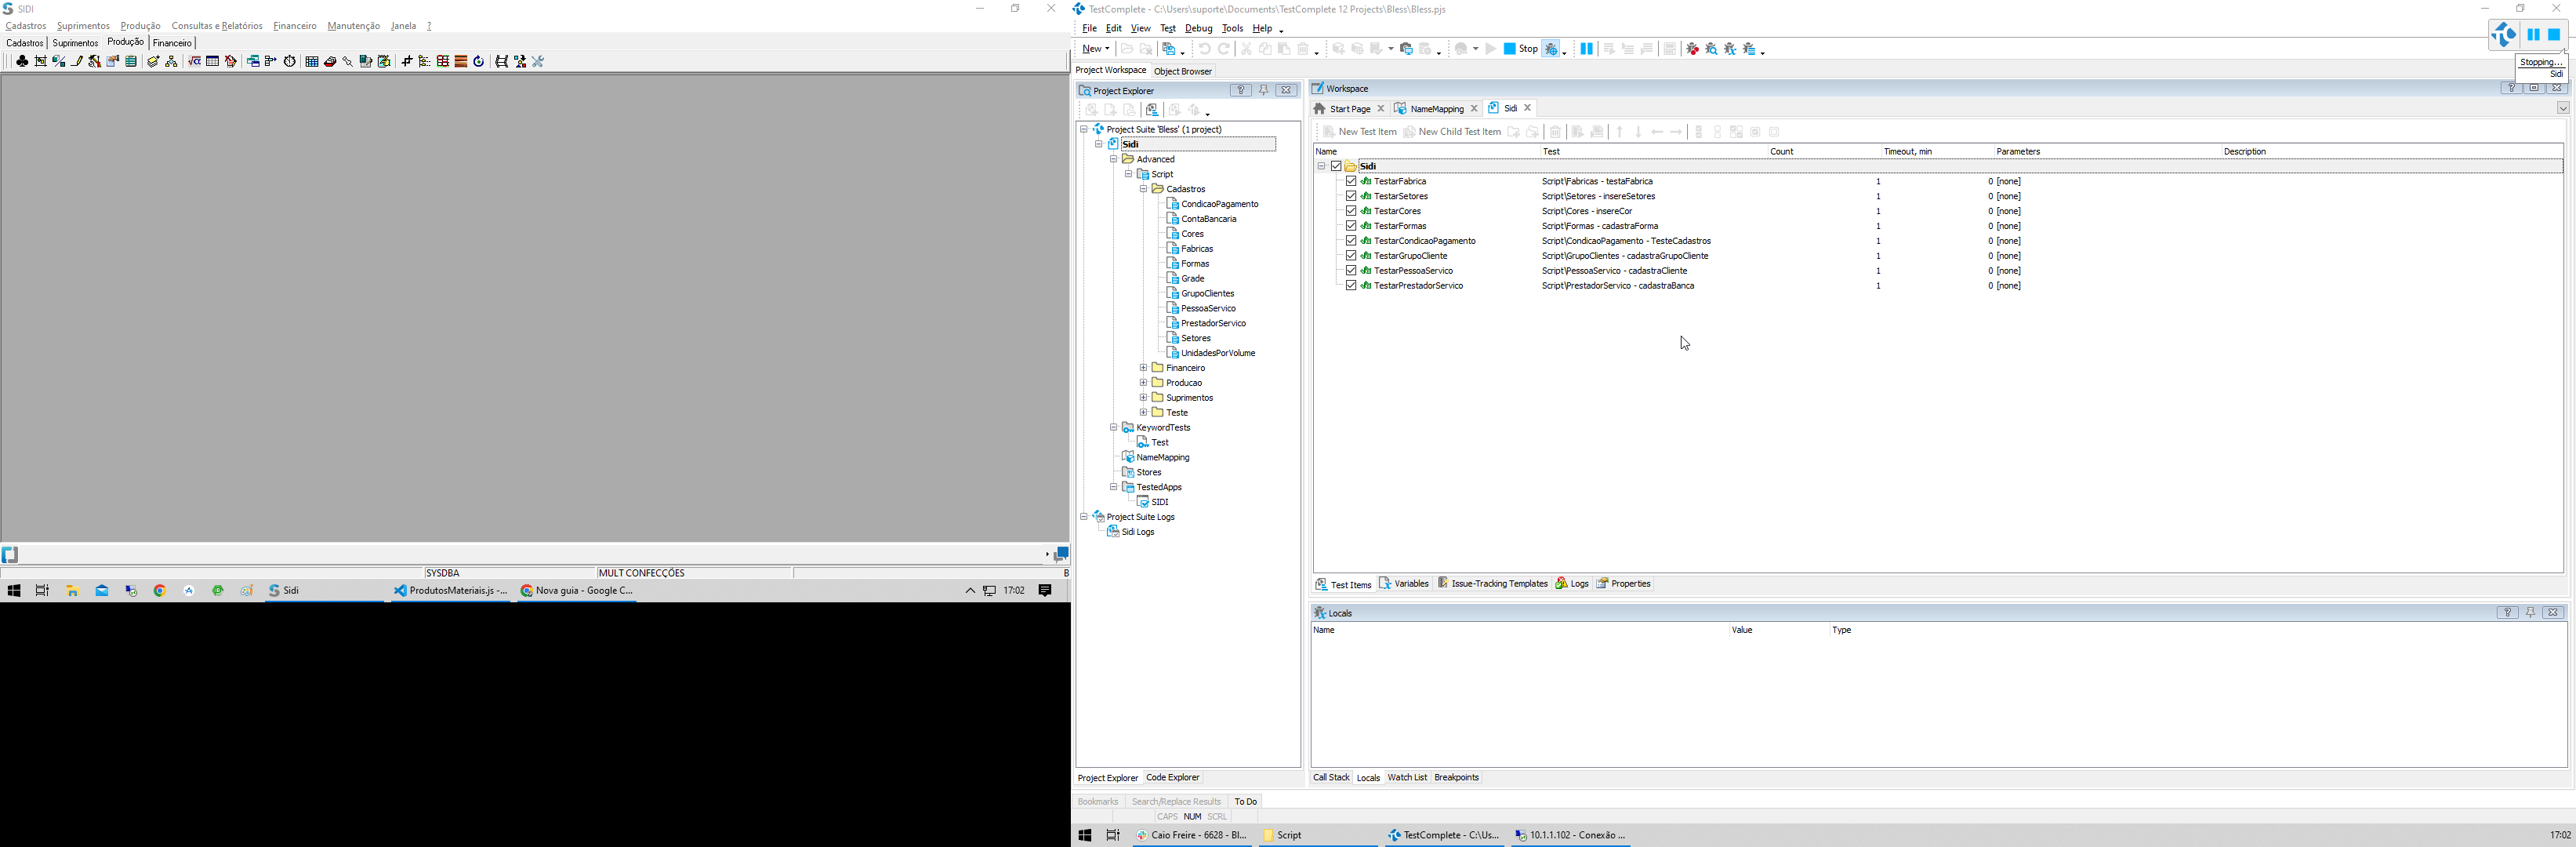 SIDI
Cadastros Suprimentos Produção Consultas e Relatórios Financeiro Manutenção Janela ?
Cadastros Suprimentos Produção Financeiro
SYSDBA MULT CONFECÇÕES B
Sidi ProdutosMateriais.js -... Nova guia - Google C... 17:02
TestComplete - C:\Users\suporte\Documents\TestComplete 12 Projects\Bless\Bless.pjs
File Edit View Test Debug Tools Help
New Stop
Stopping...
Sidi
Project Workspace Object Browser
Project Explorer
Project Suite 'Bless' (1 project)
Sidi
Advanced
Script
Cadastros
CondicaoPagamento
ContaBancaria
Cores
Fabricas
Formas
Grade
GrupoClientes
PessoaServico
PrestadorServico
Setores
UnidadesPorVolume
Financeiro
Producao
Suprimentos
Teste
KeywordTests
Test
NameMapping
Stores
TestedApps
SIDI
Project Suite Logs
Sidi Logs
Project Explorer Code Explorer
Workspace
Start Page NameMapping Sidi
New Test Item New Child Test Item
Name Test Count Timeout, min Parameters Description
Sidi
TestarFabrica Script\Fabricas - testaFabrica 1 0 [none]
TestarSetores Script\Setores - insereSetores 1 0 [none]
TestarCores Script\Cores - insereCor 1 0 [none]
TestarFormas Script\Formas - cadastraForma 1 0 [none]
TestarCondicaoPagamento Script\CondicaoPagamento - TesteCadastros 1 0 [none]
TestarGrupoCliente Script\GrupoClientes - cadastraGrupoCliente 1 0 [none]
TestarPessoaServico Script\PessoaServico - cadastraCliente 1 0 [none]
TestarPrestadorServico Script\PrestadorServico - cadastraBanca 1 0 [none]
Test Items Variables Issue-Tracking Templates Logs Properties
Locals
Name Value Type
Call Stack Locals Watch List Breakpoints
Bookmarks Search/Replace Results To Do
CAPS NUM SCRL
Caio Freire - 6628 - Bl... Script TestComplete - C:\Us... 10.1.1.102 - Conexão ... 17:02